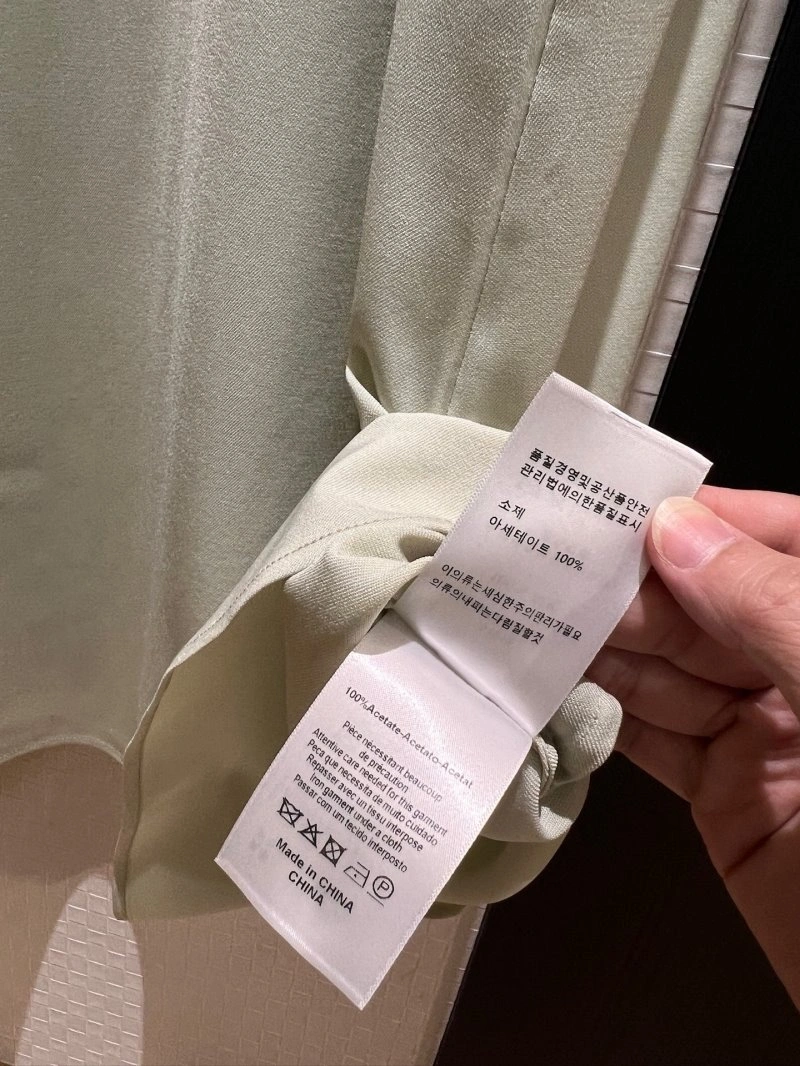 품질경영및공산품안전
관리법에의한품질표시
소제
아세테이트 100%
이의류는세심한주의관리가필요
의류의내피는다림질할것
100%Acetate-Acetato-Acetat
Pièce nécessitant beaucoup
de précaution
Attentive care needed for this garment
Peca que necessita de muito cuidado
Repasser avec un tissu interpose
Iron garment under a cloth
Passar com um tecido interposto
P
Made in CHINA
CHINA